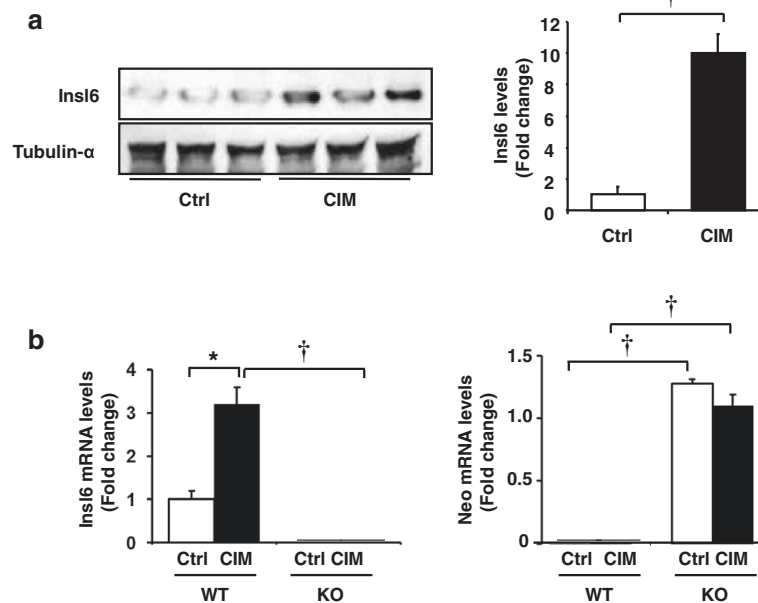 a
Insl6
Tubulin-α
Ctrl CIM
Insl6 levels
(Fold change)
12
10
8
6
4
2
0
Ctrl CIM
b
Insl6 mRNA levels
(Fold change)
4
3
2
1
0
*
†
Ctrl CIM Ctrl CIM
WT KO
Neo mRNA levels
(Fold change)
1.5
1.0
0.5
0
†
†
Ctrl CIM Ctrl CIM
WT KO